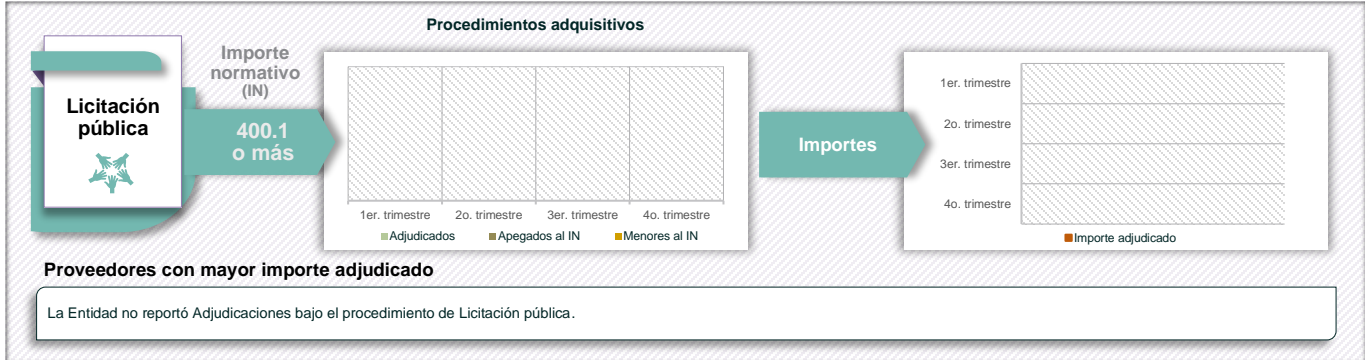 Procedimientos adquisitivos
Licitación
pública
Importe
normativo
(IN)
400.1
o más
1er. trimestre
2o. trimestre
3er. trimestre
4o. trimestre
Adjudicados
Apegados al IN
Menores al IN
Importes
1er. trimestre
2o. trimestre
3er. trimestre
4o. trimestre
Importe adjudicado
Proveedores con mayor importe adjudicado
La Entidad no reportó Adjudicaciones bajo el procedimiento de Licitación pública.